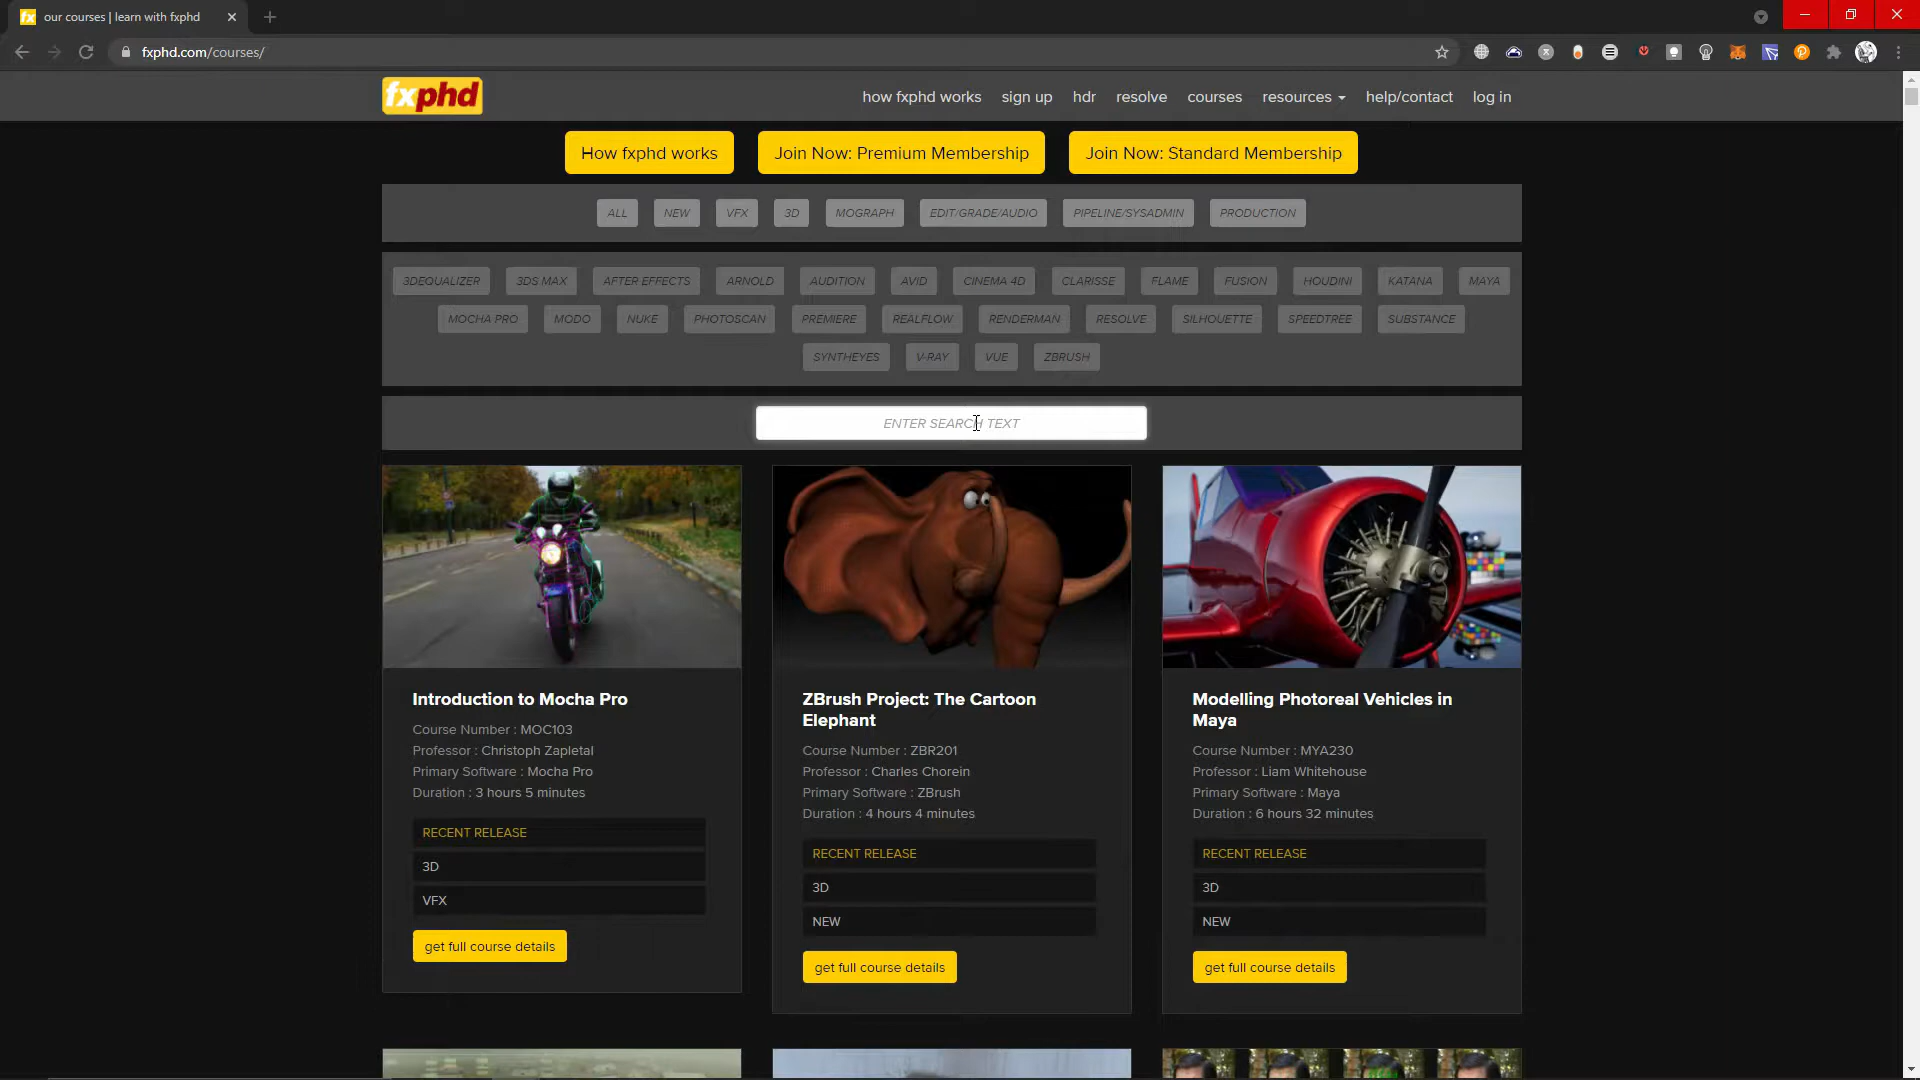 our courses | learn with fxphd
fxphd.com/courses/
fxphd
how fxphd works sign up hdr resolve courses resources help/contact log in
How fxphd works Join Now: Premium Membership Join Now: Standard Membership
ALL NEW VFX 3D MOGRAPH EDIT/GRADE/AUDIO PIPELINE/SYSADMIN PRODUCTION
3DEQUALIZER 3DS MAX AFTER EFFECTS ARNOLD AUDITION AVID CINEMA 4D CLARISSE FLAME FUSION HOUDINI KATANA MAYA
MOCHA PRO MODO NUKE PHOTOSCAN PREMIERE REALFLOW RENDERMAN RESOLVE SILHOUETTE SPEEDTREE SUBSTANCE
SYNTHEYES V-RAY VUE ZBRUSH
ENTER SEARCH TEXT
Introduction to Mocha Pro
Course Number : MOC103
Professor : Christoph Zapletal
Primary Software : Mocha Pro
Duration : 3 hours 5 minutes
RECENT RELEASE
3D
VFX
get full course details
ZBrush Project: The Cartoon
Elephant
Course Number : ZBR201
Professor : Charles Chorein
Primary Software : ZBrush
Duration : 4 hours 4 minutes
RECENT RELEASE
3D
NEW
get full course details
Modelling Photoreal Vehicles in
Maya
Course Number : MYA230
Professor : Liam Whitehouse
Primary Software : Maya
Duration : 6 hours 32 minutes
RECENT RELEASE
3D
NEW
get full course details